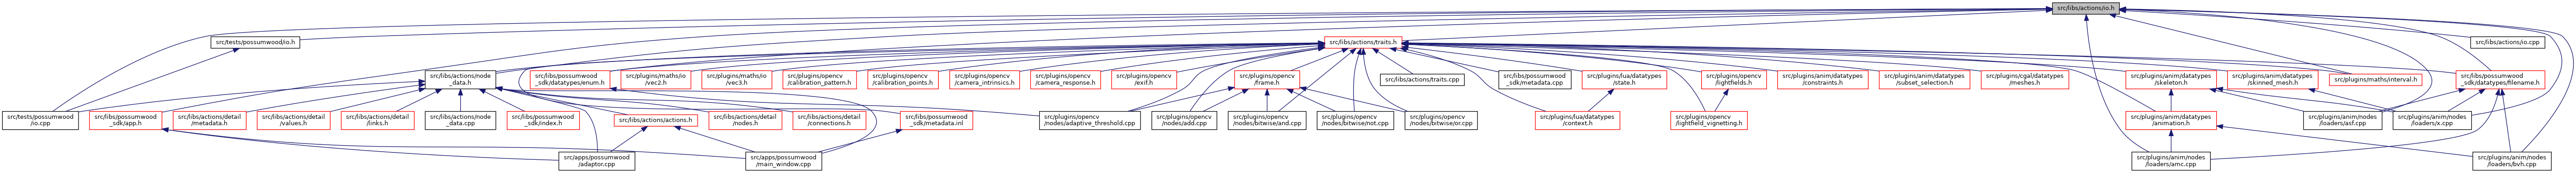 src/libs/actions/io.h
src/tests/possumwood/io.h
src/libs/actions/traits.h
src/libs/actions/io.cpp
src/libs/actions/node
_data.h
src/libs/possumwood
_sdk/datatypes/enum.h
src/plugins/maths/io
/vec2.h
src/plugins/maths/io
/vec3.h
src/plugins/opencv
/calibration_pattern.h
src/plugins/opencv
/calibration_points.h
src/plugins/opencv
/camera_intrinsics.h
src/plugins/opencv
/camera_response.h
src/plugins/opencv
/exif.h
src/plugins/opencv
/frame.h
src/libs/actions/traits.cpp
src/libs/possumwood
_sdk/metadata.cpp
src/plugins/lua/datatypes
/state.h
src/plugins/opencv
/lightfields.h
src/plugins/anim/datatypes
/constraints.h
src/plugins/anim/datatypes
/subset_selection.h
src/plugins/cgal/datatypes
/meshes.h
src/plugins/anim/datatypes
/skeleton.h
src/plugins/anim/datatypes
/skinned_mesh.h
src/plugins/maths/interval.h
src/libs/possumwood
_sdk/datatypes/filename.h
src/tests/possumwood
/io.cpp
src/libs/possumwood
_sdk/app.h
src/libs/actions/detail
/metadata.h
src/libs/actions/detail
/values.h
src/libs/actions/detail
/links.h
src/libs/actions/node
_data.cpp
src/libs/possumwood
_sdk/index.h
src/libs/actions/actions.h
src/libs/actions/detail
/nodes.h
src/libs/actions/detail
/connections.h
src/libs/possumwood
_sdk/metadata.inl
src/plugins/opencv
/nodes/adaptive_threshold.cpp
src/plugins/opencv
/nodes/add.cpp
src/plugins/opencv
/nodes/bitwise/and.cpp
src/plugins/opencv
/nodes/bitwise/not.cpp
src/plugins/opencv
/nodes/bitwise/or.cpp
src/plugins/lua/datatypes
/context.h
src/plugins/opencv
/lightfield_vignetting.h
src/plugins/anim/datatypes
/animation.h
src/plugins/anim/nodes
/loaders/asf.cpp
src/plugins/anim/nodes
/loaders/x.cpp
src/apps/possumwood
/adaptor.cpp
src/apps/possumwood
/main_window.cpp
src/plugins/anim/nodes
/loaders/amc.cpp
src/plugins/anim/nodes
/loaders/bvh.cpp